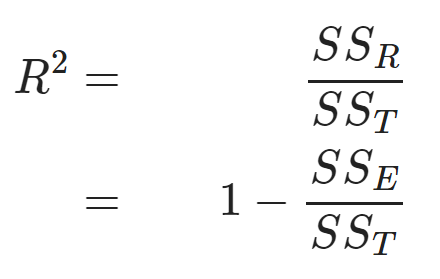 R² = SS_R / SS_T
= 1 − SS_E / SS_T